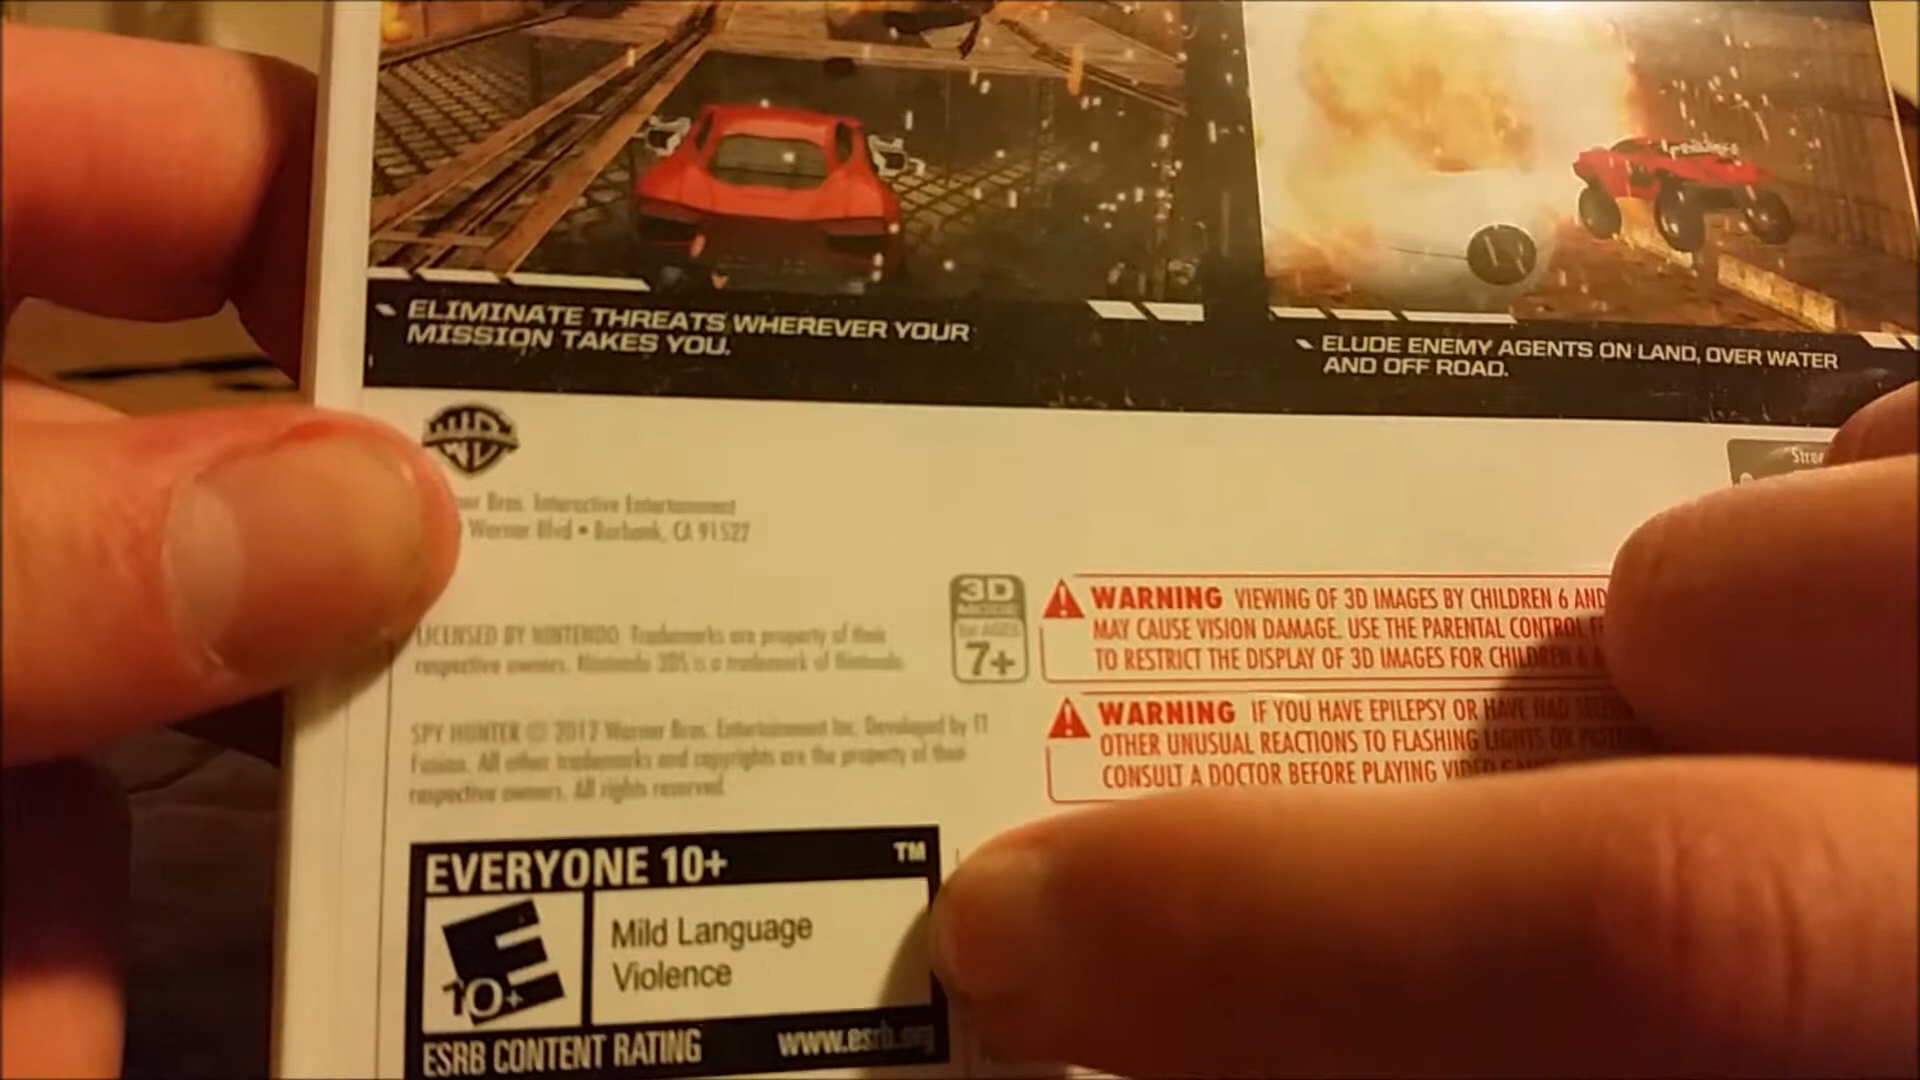 ELIMINATE THREATS WHEREVER YOUR
MISSION TAKES YOU.
ELUDE ENEMY AGENTS ON LAND, OVER WATER
AND OFF ROAD.
Bros. Interactive Entertainment
Warner Blvd • Burbank, CA 91522
LICENSED BY NINTENDO. Trademarks are property of their
respective owners. Nintendo 3DS is a trademark of Nintendo.
SPY HUNTER © 2012 Warner Bros. Entertainment Inc. Developed by TT
Fusion. All other trademarks and copyrights are the property of their
respective owners. All rights reserved.
3D
MODE
for AGES
7+
WARNING VIEWING OF 3D IMAGES BY CHILDREN 6 AND
MAY CAUSE VISION DAMAGE. USE THE PARENTAL CONTROL
TO RESTRICT THE DISPLAY OF 3D IMAGES FOR CHILDREN 6
WARNING IF YOU HAVE EPILEPSY OR HAVE HAD
OTHER UNUSUAL REACTIONS TO FLASHING LIGHTS OR
CONSULT A DOCTOR BEFORE PLAYING VIDEO
EVERYONE 10+ ™
E
10+
Mild Language
Violence
ESRB CONTENT RATING www.esrb.org